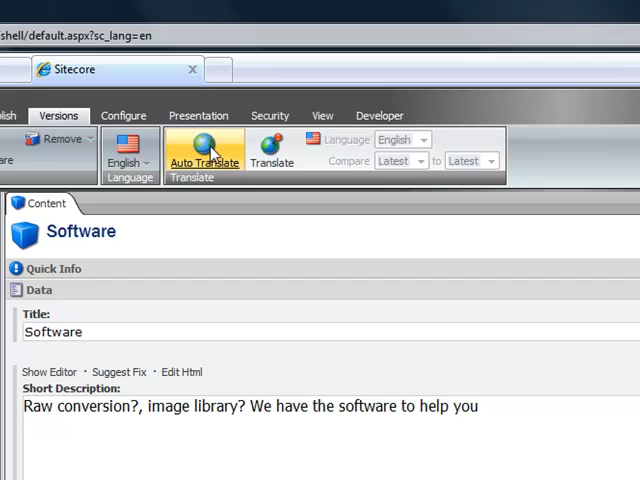 shell/default.aspx?sc_lang=en
Sitecore x
Versions Configure Presentation Security View Developer
Remove
English
Language
Auto Translate
Translate
Translate
Language English
Compare Latest to Latest
Content
Software
Quick Info
Data
Title:
Software
Show Editor · Suggest Fix · Edit Html
Short Description:
Raw conversion?, image library? We have the software to help you